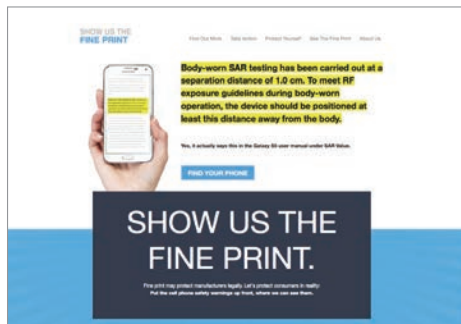 SHOW US THE
FINE PRINT
Find Out More Take Action Protect Yourself See The Fine Print About Us
Body-worn SAR testing has been carried out at a
separation distance of 1.0 cm. To meet RF
exposure guidelines during body-worn
operation, the device should be positioned at
least this distance away from the body.
Yes, it actually says this in the Galaxy S5 user manual under SAR Value.
FIND YOUR PHONE
SHOW US THE
FINE PRINT.
Fine print may protect manufacturers legally. Let's protect consumers in reality:
Put the cell phone safety warnings up front, where we can see them.